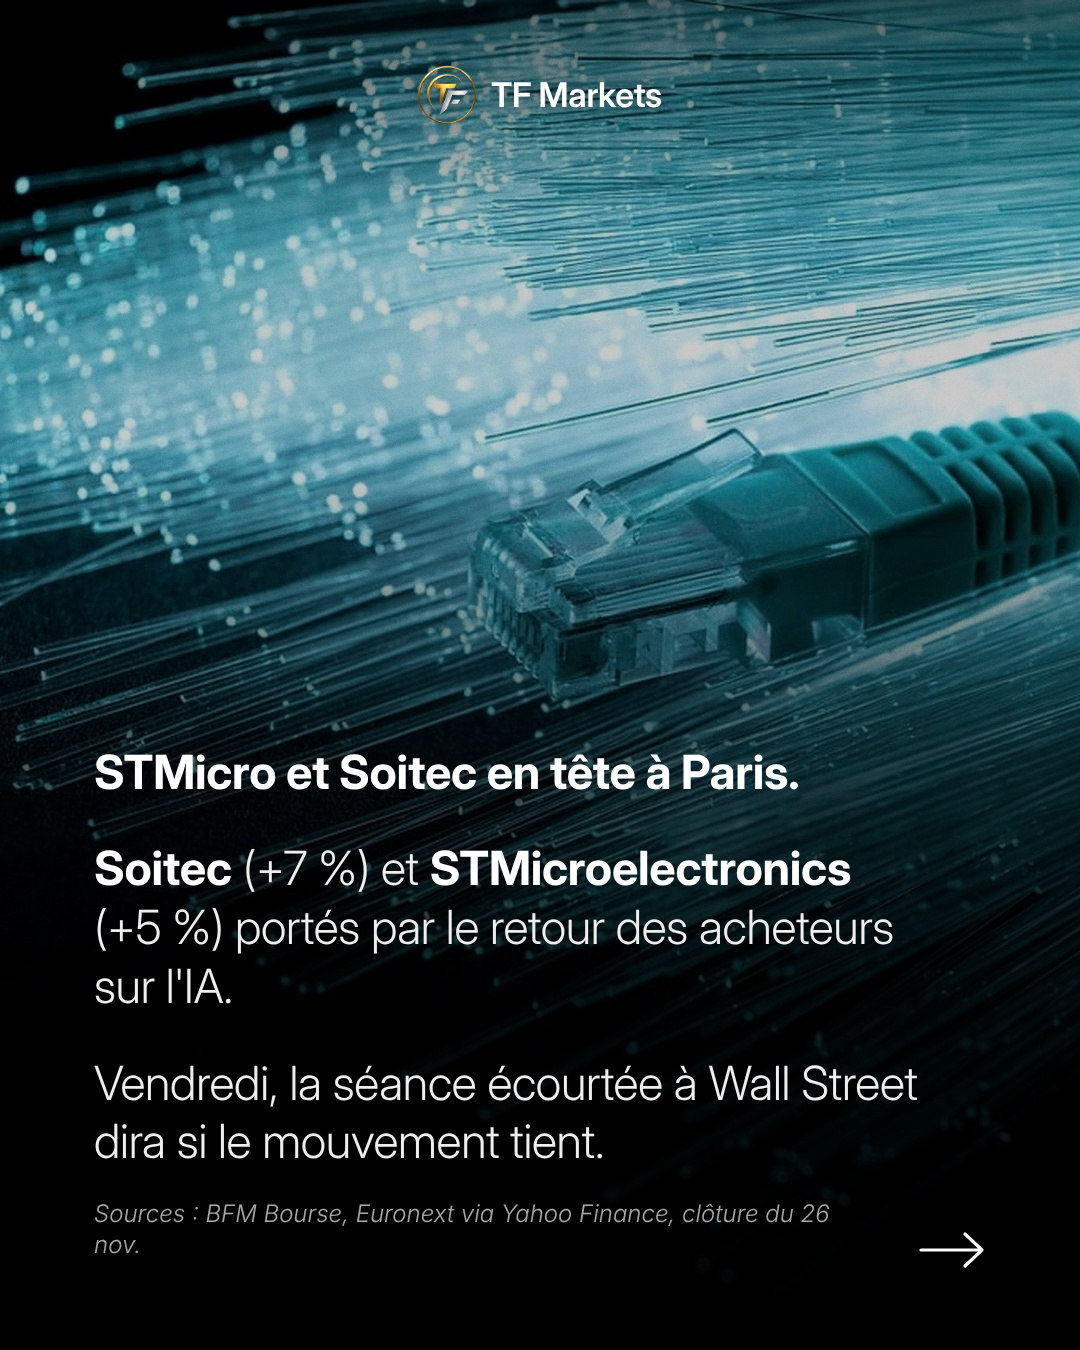 TF Markets
STMicro et Soitec en tête à Paris.
Soitec (+7 %) et STMicroelectronics
(+5 %) portés par le retour des acheteurs
sur l'IA.
Vendredi, la séance écourtée à Wall Street
dira si le mouvement tient.
Sources : BFM Bourse, Euronext via Yahoo Finance, clôture du 26
nov.